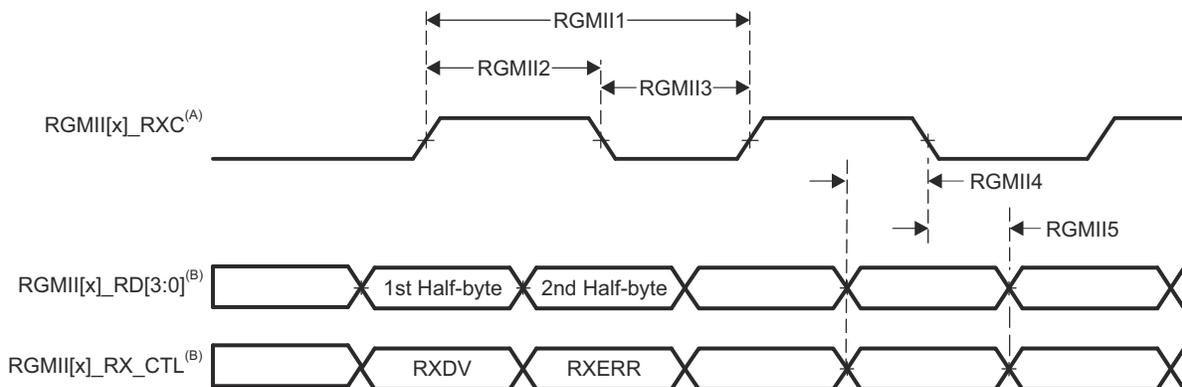 RGMII1
RGMII2
RGMII3
RGMII[x]_RXC(A)
RGMII4
RGMII5
RGMII[x]_RD[3:0](B)
1st Half-byte
2nd Half-byte
RGMII[x]_RX_CTL(B)
RXDV
RXERR